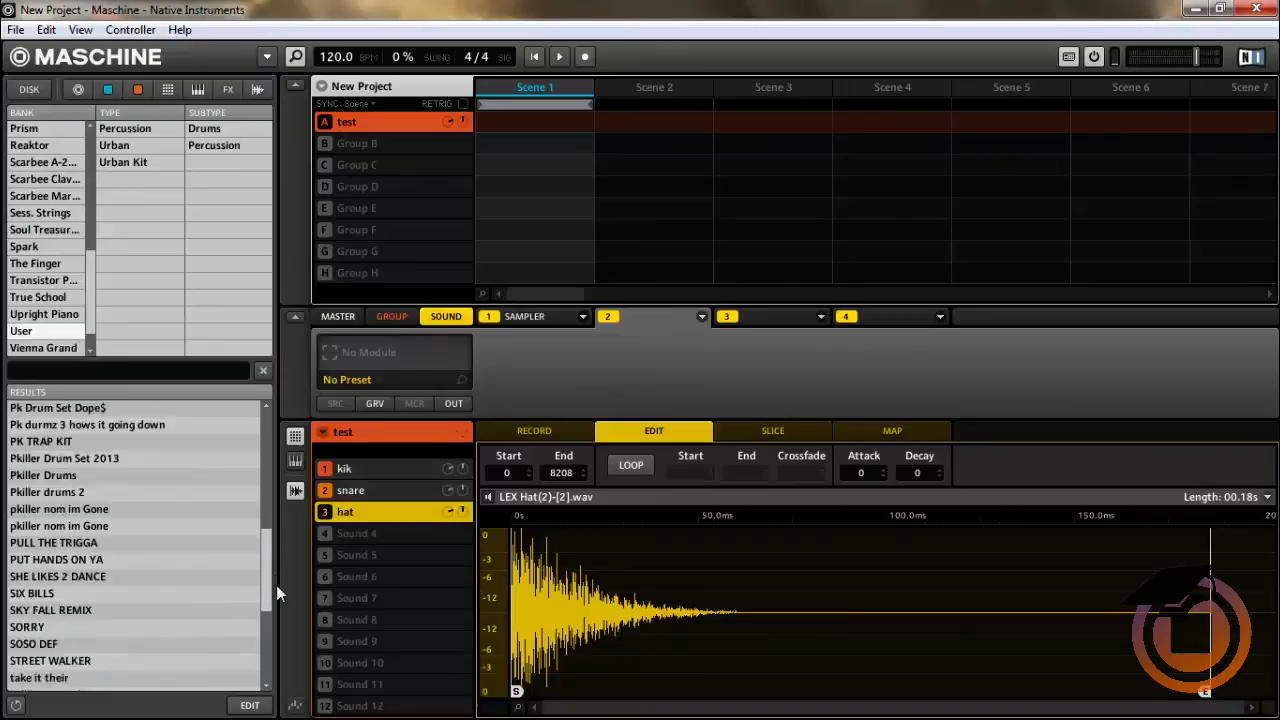 New Project - Maschine - Native Instruments
File Edit View Controller Help
MASCHINE 120.0 BPM 0% SWING 4/4 SIG
DISK FX
BANK TYPE SUBTYPE
Prism Percussion Drums
Reaktor Urban Percussion
Scarbee A-2... Urban Kit
Scarbee Clav...
Scarbee Mar...
Sess. Strings
Soul Treasur...
Spark
The Finger
Transistor P...
True School
Upright Piano
User
Vienna Grand
RESULTS
Pk Drum Set Dope$
Pk durmz 3 hows it going down
PK TRAP KIT
Pkiller Drum Set 2013
Pkiller Drums
Pkiller drums 2
pkiller nom im Gone
pkiller nom im Gone
PULL THE TRIGGA
PUT HANDS ON YA
SHE LIKES 2 DANCE
SIX BILLS
SKY FALL REMIX
SORRY
SOSO DEF
STREET WALKER
take it their
EDIT
New Project Scene 1 Scene 2 Scene 3 Scene 4 Scene 5 Scene 6 Scene 7
SYNC: Scene RETRIG
A test
B Group B
C Group C
D Group D
E Group E
F Group F
G Group G
H Group H
MASTER GROUP SOUND 1 SAMPLER 2 3 4
No Module
No Preset
SRC GRV MCR OUT
test RECORD EDIT SLICE MAP
Start End LOOP Start End Crossfade Attack Decay
0 8208 0 0
1 kik
2 snare
3 hat
4 Sound 4
5 Sound 5
6 Sound 6
7 Sound 7
8 Sound 8
9 Sound 9
10 Sound 10
11 Sound 11
12 Sound 12
LEX Hat(2)-[2].wav Length: 00.18s
0s 50.0ms 100.0ms 150.0ms 20
0
-3
-6
-12
-12
-6
-3
0
S E